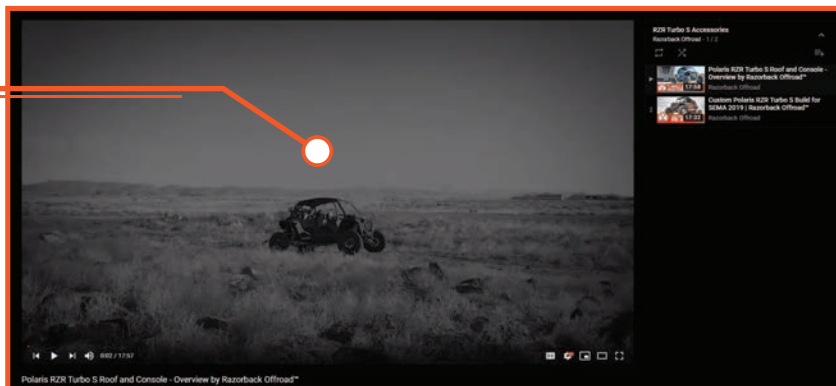 RZR Turbo S Accessories
Razorback Offroad - 1 / 2
Polaris RZR Turbo S Roof and Console -
Overview by Razorback Offroad™
Razorback Offroad
17:58
2
Custom Polaris RZR Turbo S Build for
SEMA 2019 | Razorback Offroad™
Razorback Offroad
17:32
0:02 / 17:57
Polaris RZR Turbo S Roof and Console - Overview by Razorback Offroad™